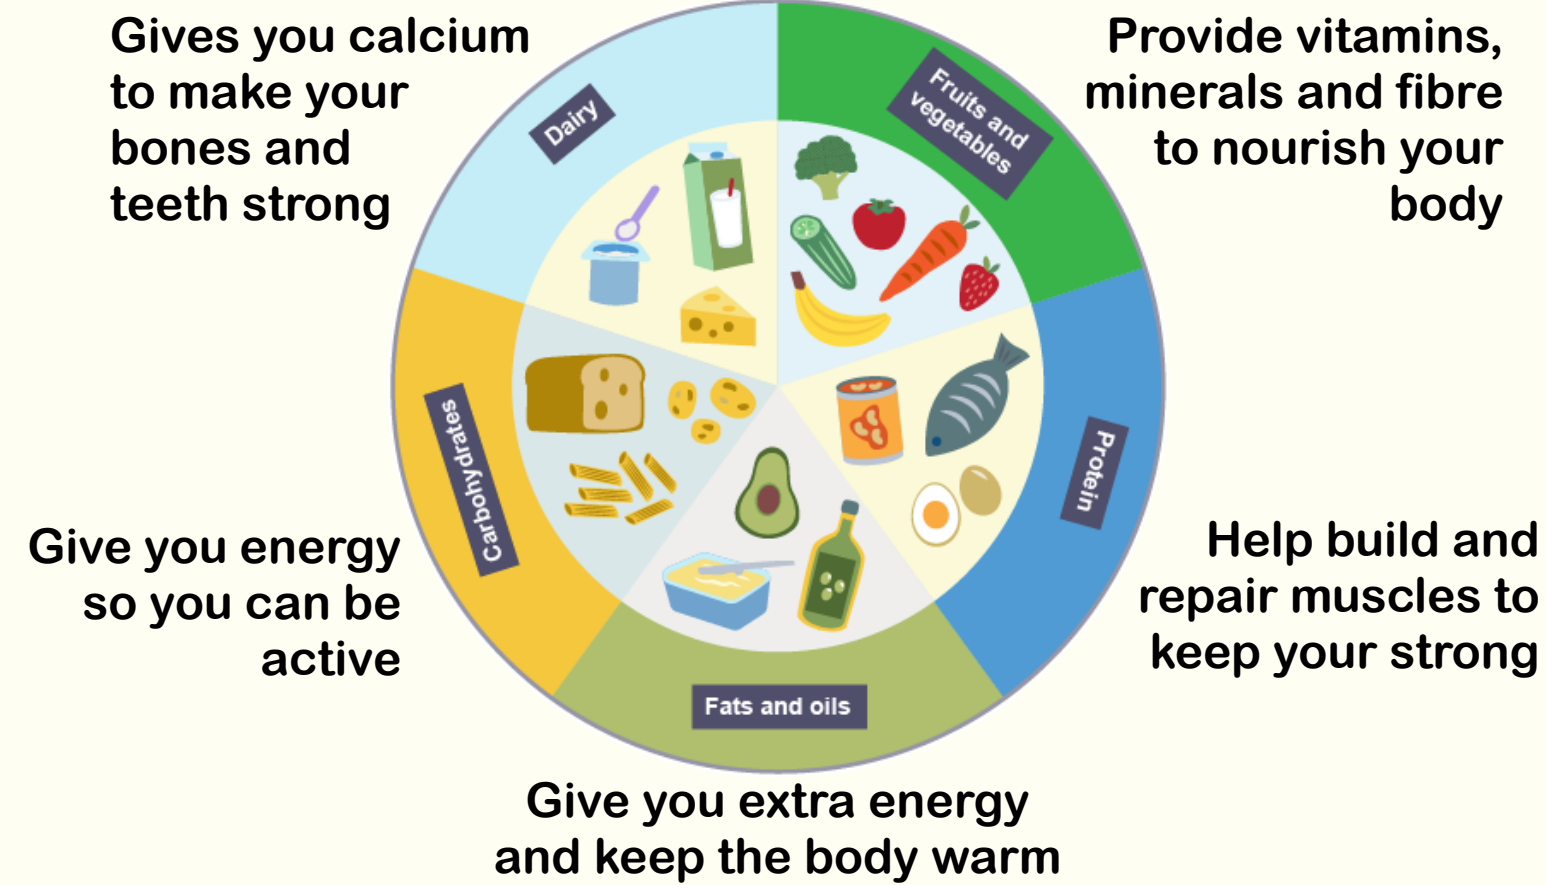 Gives you calcium
to make your
bones and
teeth strong
Dairy
Fruits and
vegetables
Provide vitamins,
minerals and fibre
to nourish your
body
Carbohydrates
Give you energy
so you can be
active
Protein
Help build and
repair muscles to
keep your strong
Fats and oils
Give you extra energy
and keep the body warm